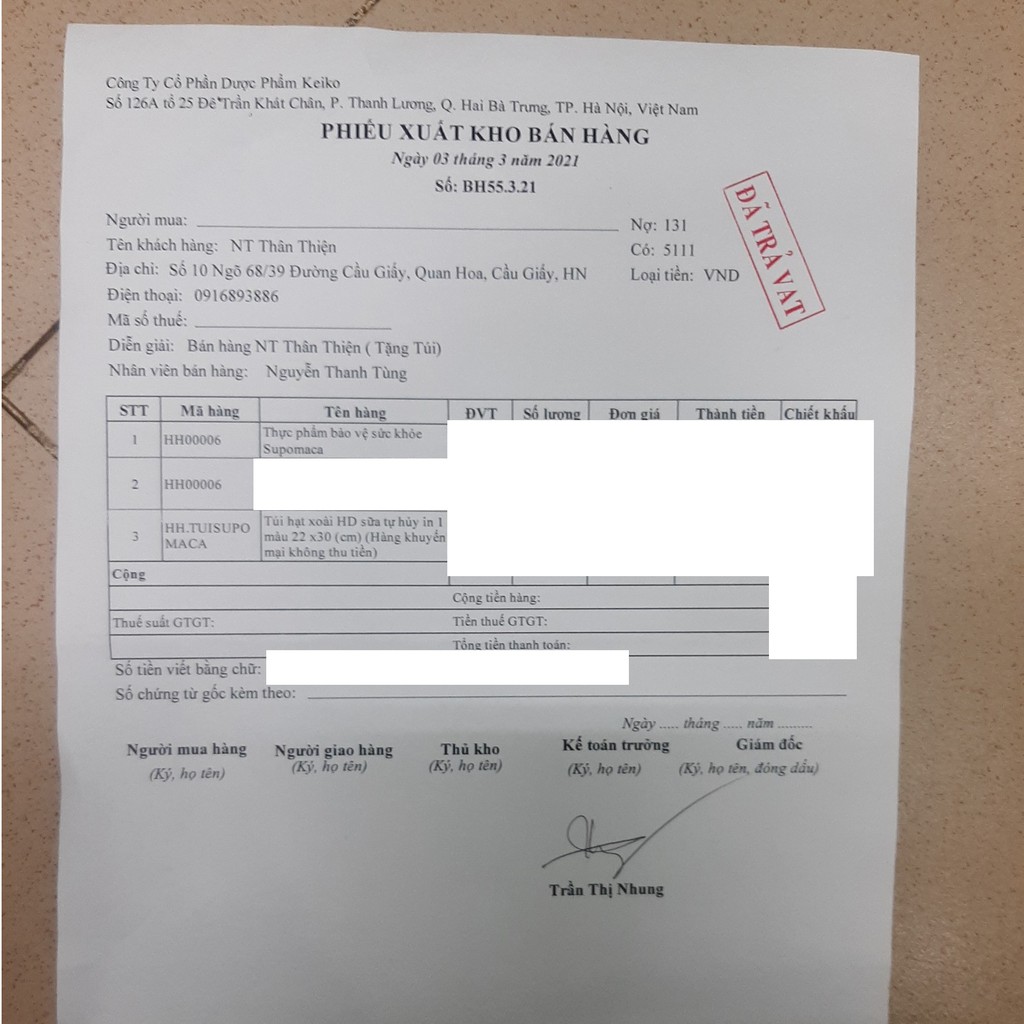 Công Ty Cổ Phần Dược Phẩm Keiko
Số 126A tổ 25 Đê Trần Khát Chân, P. Thanh Lương, Q. Hai Bà Trưng, TP. Hà Nội, Việt Nam
PHIẾU XUẤT KHO BÁN HÀNG
Ngày 03 tháng 3 năm 2021
Số: BH55.3.21
ĐÃ TRẢ VAT
Người mua:
Nợ: 131
Tên khách hàng: NT Thân Thiện
Có: 5111
Địa chỉ: Số 10 Ngõ 68/39 Đường Cầu Giấy, Quan Hoa, Cầu Giấy, HN
Loại tiền: VND
Điện thoại: 0916893886
Mã số thuế:
Diễn giải: Bán hàng NT Thân Thiện ( Tặng Túi)
Nhân viên bán hàng: Nguyễn Thanh Tùng
STT Mã hàng Tên hàng ĐVT Số lượng Đơn giá Thành tiền Chiết khấu
1 HH00006 Thực phẩm bảo vệ sức khỏe
Supomaca
2 HH00006
3 HH.TUISUPO
MACA
Túi hạt xoài HD sữa tự hủy in 1
màu 22 x30 (cm) (Hàng khuyến
mại không thu tiền)
Cộng
Cộng tiền hàng:
Thuế suất GTGT: Tiền thuế GTGT:
Tổng tiền thanh toán:
Số tiền viết bằng chữ:
Số chứng từ gốc kèm theo:
Ngày ..... tháng ..... năm .........
Người mua hàng Người giao hàng Thủ kho Kế toán trưởng Giám đốc
(Ký, họ tên) (Ký, họ tên) (Ký, họ tên) (Ký, họ tên) (Ký, họ tên, đóng dấu)
Trần Thị Nhung